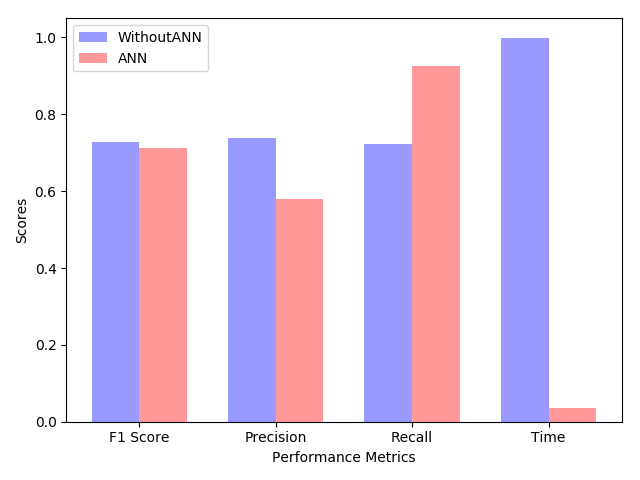 WithoutANN
ANN
1.0
0.8
0.6
0.4
0.2
0.0
Scores
F1 Score Precision Recall Time
Performance Metrics